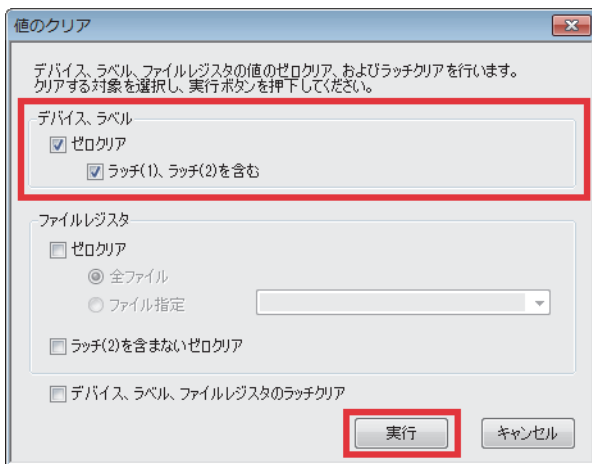 値のクリア
デバイス、ラベル、ファイルレジスタの値のゼロクリア、およびラッチクリアを行います。
クリアする対象を選択し、実行ボタンを押下してください。
デバイス、ラベル
ゼロクリア
ラッチ(1)、ラッチ(2)を含む
ファイルレジスタ
ゼロクリア
全ファイル
ファイル指定
ラッチ(2)を含まないゼロクリア
デバイス、ラベル、ファイルレジスタのラッチクリア
実行
キャンセル